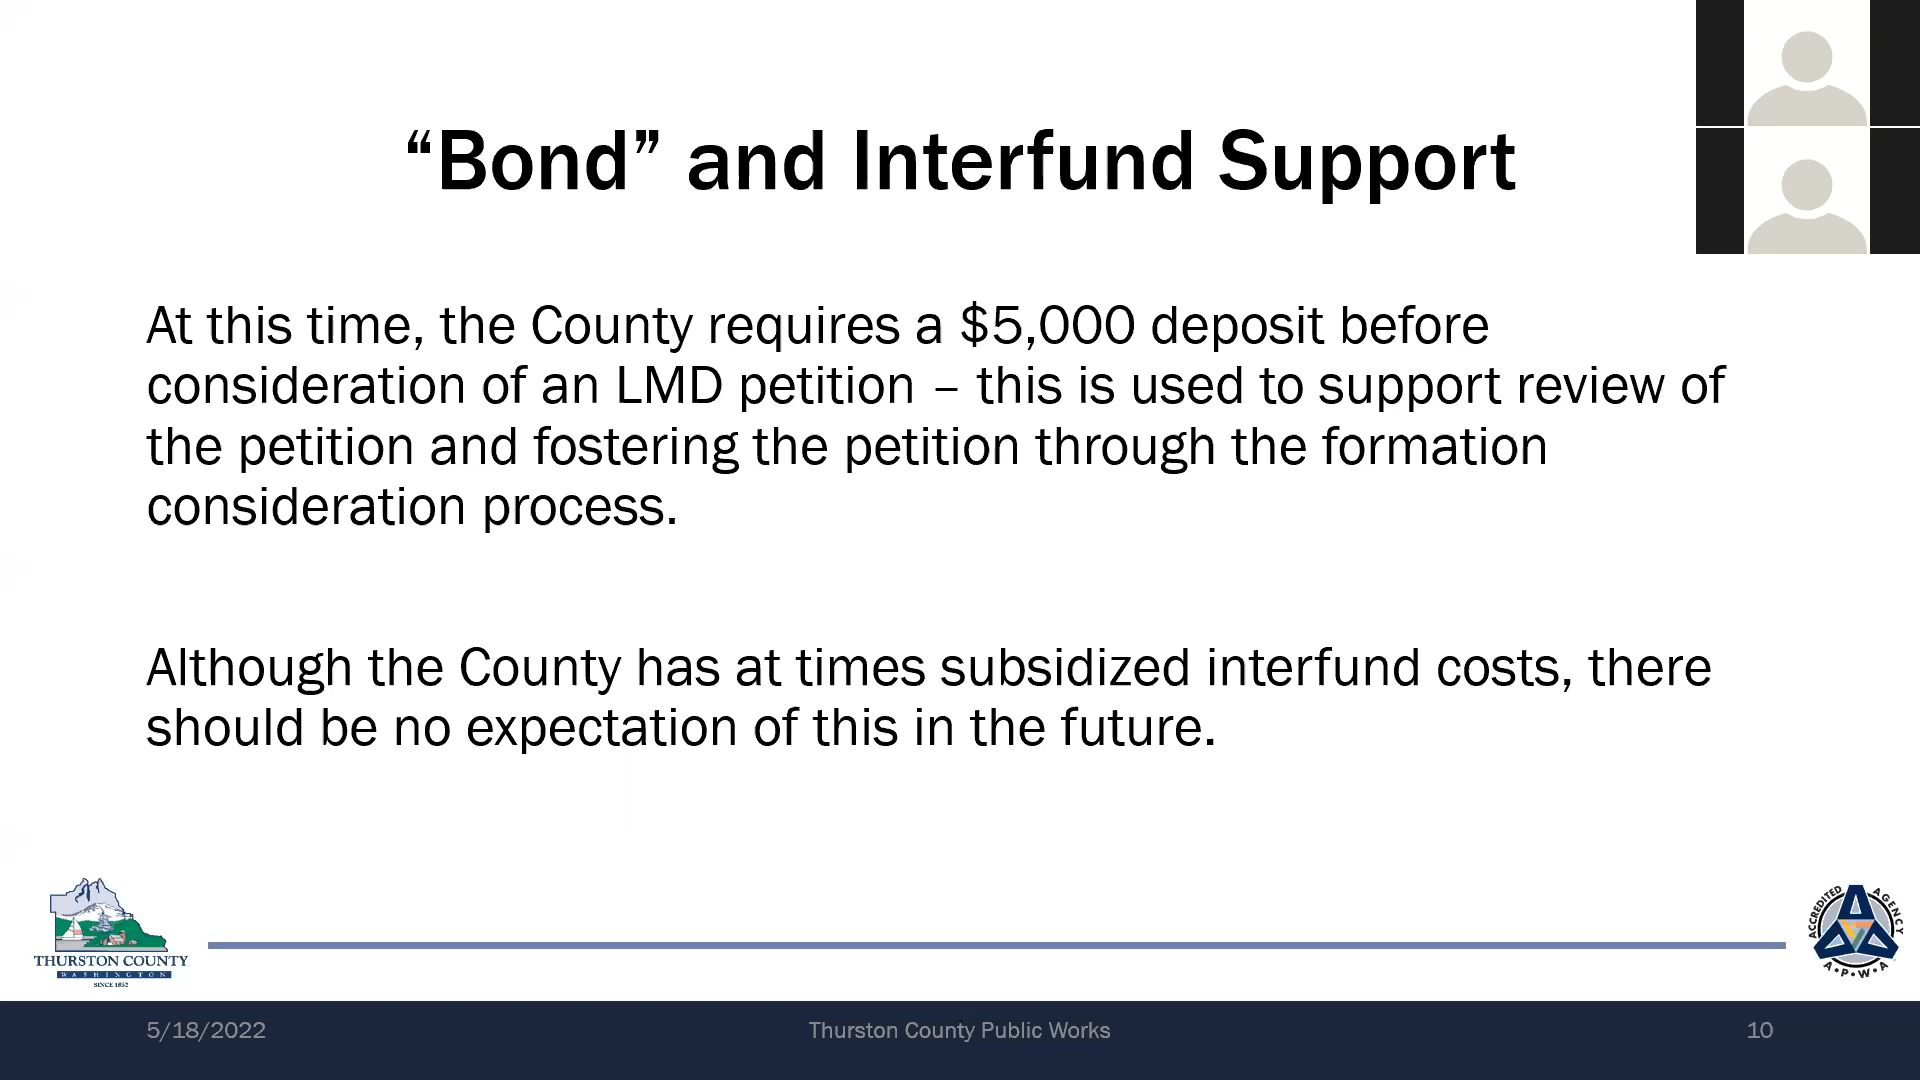 “Bond” and Interfund Support
At this time, the County requires a $5,000 deposit before
consideration of an LMD petition – this is used to support review of
the petition and fostering the petition through the formation
consideration process.
Although the County has at times subsidized interfund costs, there
should be no expectation of this in the future.
THURSTON COUNTY
WASHINGTON
SINCE 1852
ACCREDITED AGENCY
A•P•W•A
5/18/2022
Thurston County Public Works
10